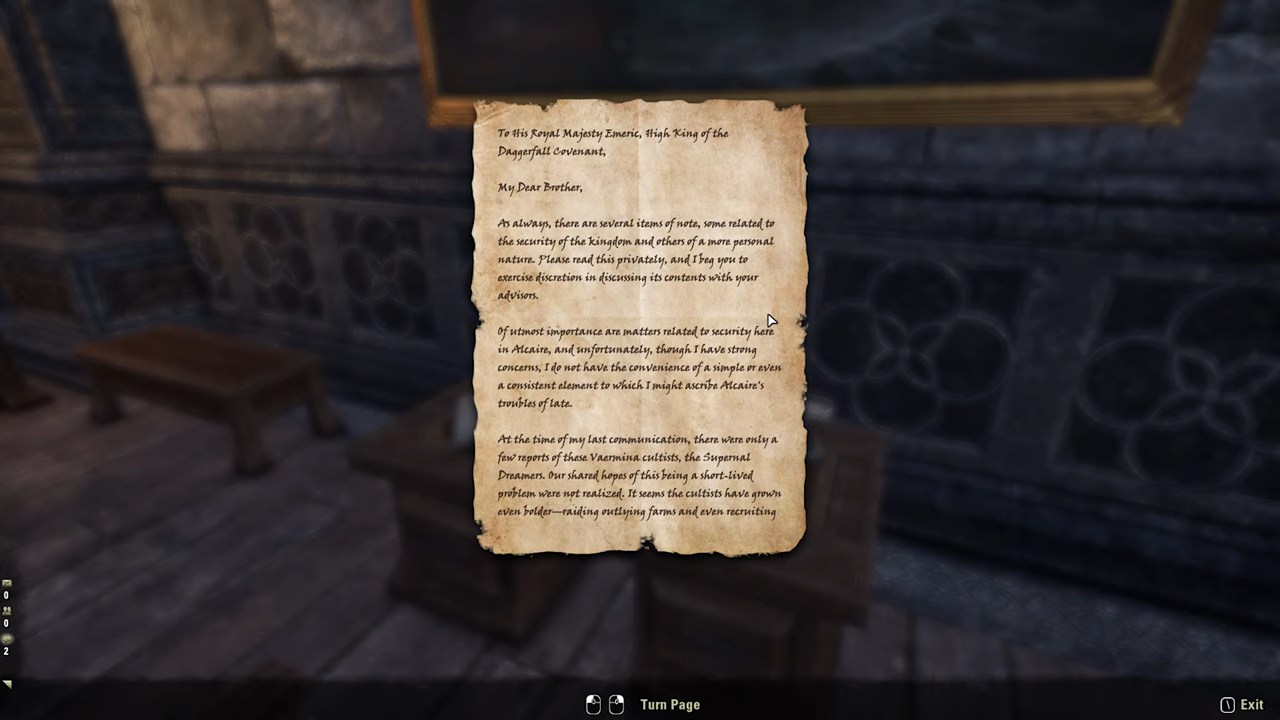 To His Royal Majesty Emeric, High King of the
Daggerfall Covenant,
My Dear Brother,
As always, there are several items of note, some related to
the security of the kingdom and others of a more personal
nature. Please read this privately, and I beg you to
exercise discretion in discussing its contents with your
advisors.
Of utmost importance are matters related to security here
in Alcaire, and unfortunately, though I have strong
concerns, I do not have the convenience of a simple or even
a consistent element to which I might ascribe Alcaire's
troubles of late.
At the time of my last communication, there were only a
few reports of these Vaermina cultists, the Supernal
Dreamers. Our shared hopes of this being a short-lived
problem were not realized. It seems the cultists have grown
even bolder—raiding outlying farms and even recruiting
0
0
2
Turn Page
\ Exit